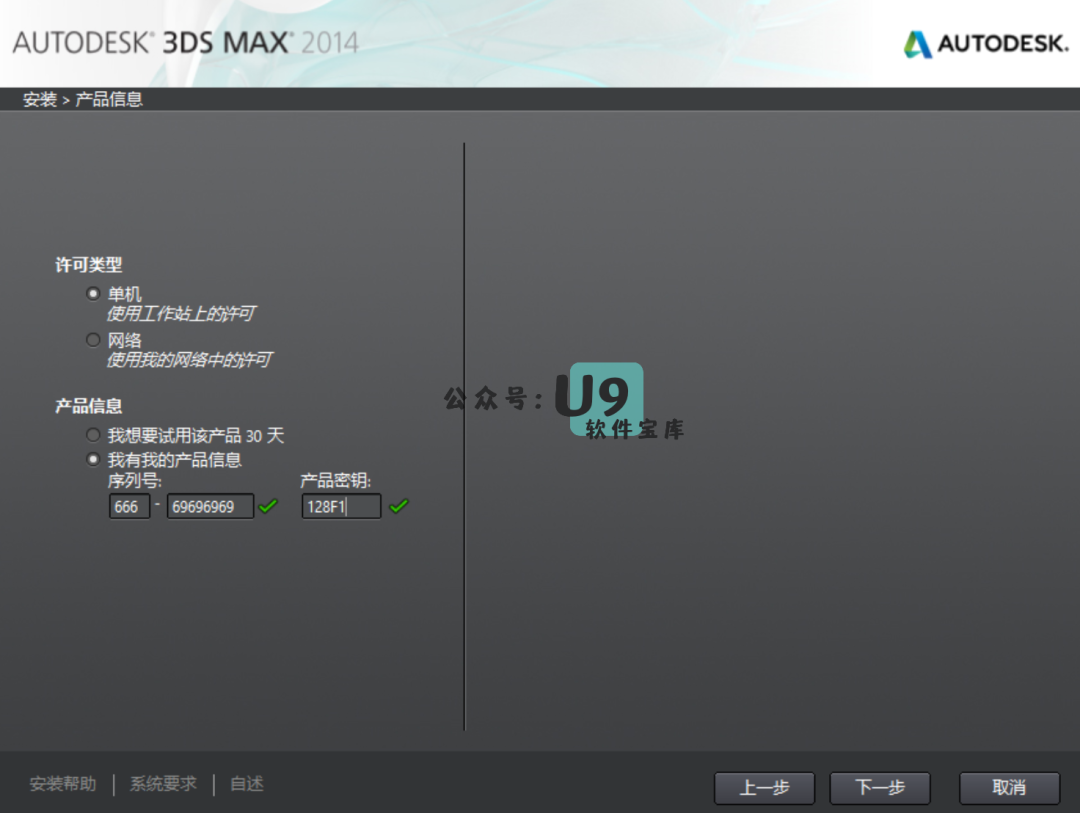 AUTODESK® 3DS MAX® 2014
AUTODESK.
安装 > 产品信息
许可类型
单机
使用工作站上的许可
网络
使用我的网络中的许可
产品信息
我想要试用该产品 30 天
我有我的产品信息
序列号: 产品密钥:
666 - 69696969 128F1
公众号: U9
软件宝库
安装帮助 | 系统要求 | 自述
上一步 下一步 取消